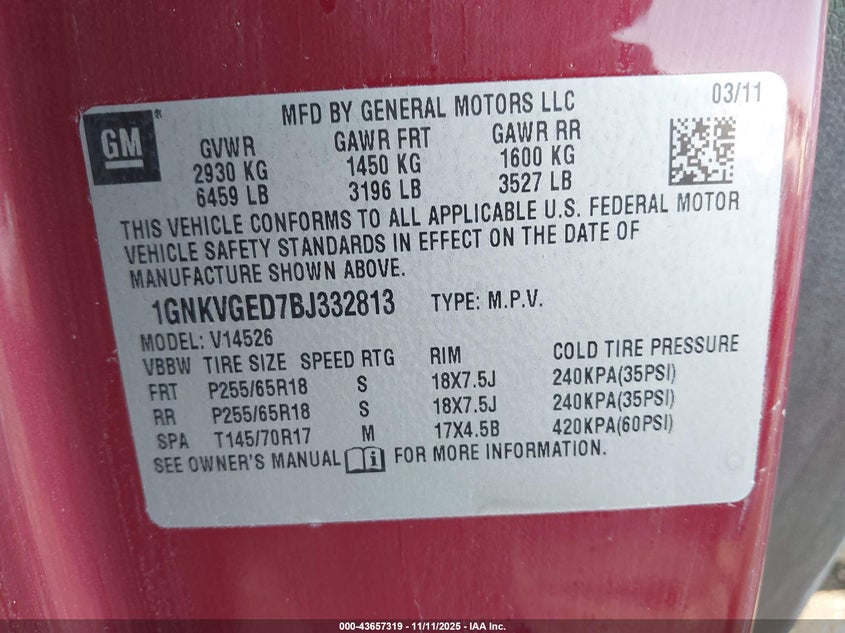 GM
®
MFD BY GENERAL MOTORS LLC
03/11
GVWR GAWR FRT GAWR RR
2930 KG 1450 KG 1600 KG
6459 LB 3196 LB 3527 LB
THIS VEHICLE CONFORMS TO ALL APPLICABLE U.S. FEDERAL MOTOR
VEHICLE SAFETY STANDARDS IN EFFECT ON THE DATE OF
MANUFACTURE SHOWN ABOVE.
1GNKVGED7BJ332813 TYPE: M.P.V.
MODEL: V14526
VBBW TIRE SIZE SPEED RTG RIM COLD TIRE PRESSURE
FRT P255/65R18 S 18X7.5J 240KPA(35PSI)
RR P255/65R18 S 18X7.5J 240KPA(35PSI)
SPA T145/70R17 M 17X4.5B 420KPA(60PSI)
SEE OWNER'S MANUAL i FOR MORE INFORMATION.
000-43657319 - 11/11/2025 - IAA Inc.